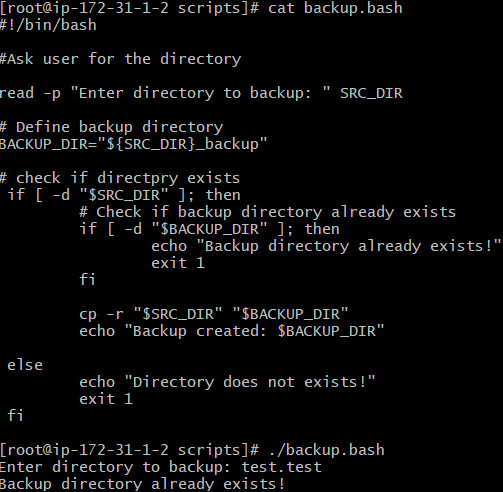 [root@ip-172-31-1-2 scripts]# cat backup.bash
#!/bin/bash

#Ask user for the directory

read -p "Enter directory to backup: " SRC_DIR

# Define backup directory
BACKUP_DIR="${SRC_DIR}_backup"

# check if directpry exists
 if [ -d "$SRC_DIR" ]; then
        # Check if backup directory already exists
        if [ -d "$BACKUP_DIR" ]; then
                echo "Backup directory already exists!"
                exit 1
        fi

        cp -r "$SRC_DIR" "$BACKUP_DIR"
        echo "Backup created: $BACKUP_DIR"

 else
        echo "Directory does not exists!"
        exit 1
 fi

[root@ip-172-31-1-2 scripts]# ./backup.bash
Enter directory to backup: test.test
Backup directory already exists!